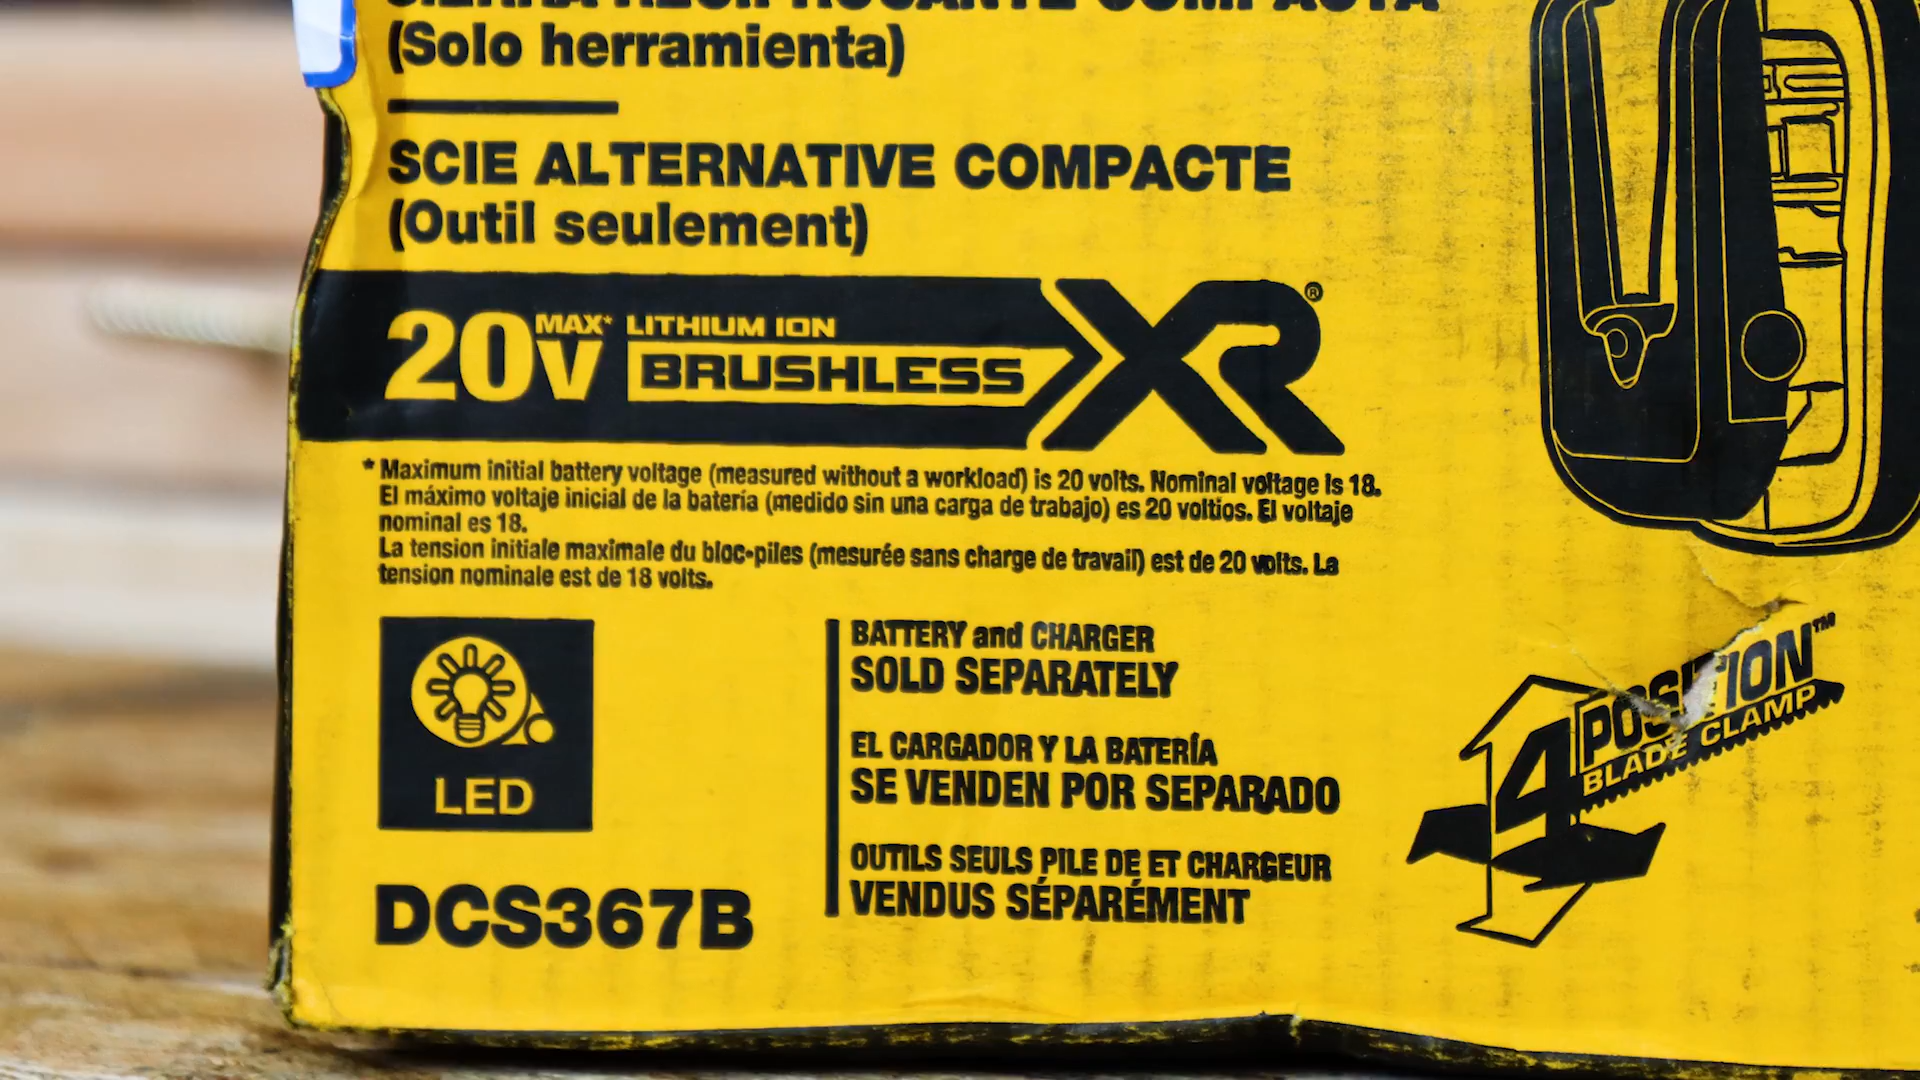 SIERRA RECIPROCANTE COMPACTA
(Solo herramienta)
SCIE ALTERNATIVE COMPACTE
(Outil seulement)
20V MAX* LITHIUM ION
BRUSHLESS XR®
* Maximum initial battery voltage (measured without a workload) is 20 volts. Nominal voltage is 18.
El máximo voltaje inicial de la batería (medido sin una carga de trabajo) es 20 voltios. El voltaje
nominal es 18.
La tension initiale maximale du bloc-piles (mesurée sans charge de travail) est de 20 volts. La
tension nominale est de 18 volts.
LED
DCS367B
BATTERY and CHARGER
SOLD SEPARATELY
EL CARGADOR Y LA BATERÍA
SE VENDEN POR SEPARADO
OUTILS SEULS PILE DE ET CHARGEUR
VENDUS SÉPARÉMENT
4 POSITION™
BLADE CLAMP